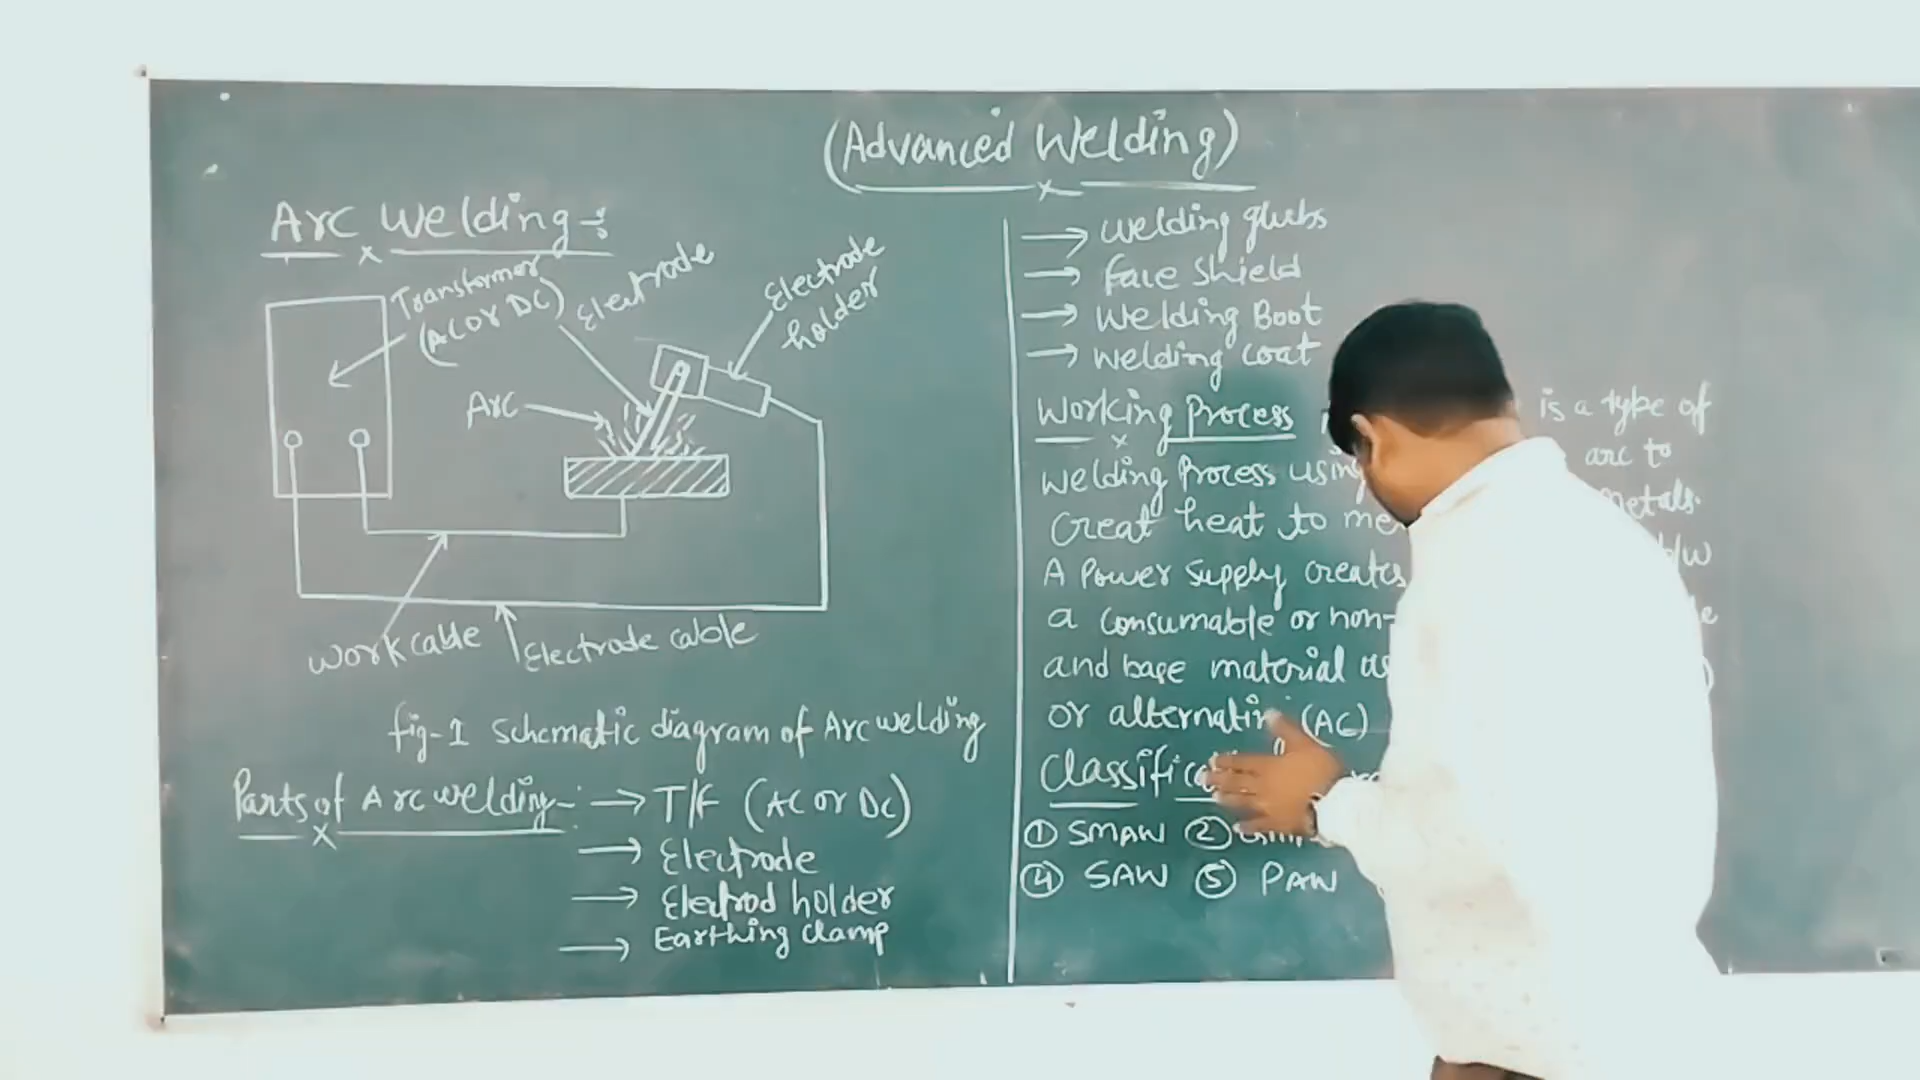 (Advanced Welding)
Arc Welding :-
Transformer
(AC or DC)
Electrode
Electrode
holder
Arc
Work cable
Electrode cable
fig-1 Schematic diagram of Arc welding
Parts of Arc welding -: → T/F (AC or DC)
→ Electrode
→ Electrod holder
→ Earthing clamp
→ Welding glubs
→ Face Shield
→ Welding Boot
→ Welding coat
Working Process is a type of
Welding Process using arc to
Creat heat to metals.
A Power Supply creates b/w
a consumable or non-
and base material
or alternatin (AC)
① SMAW ②
④ SAW ⑤ PAW